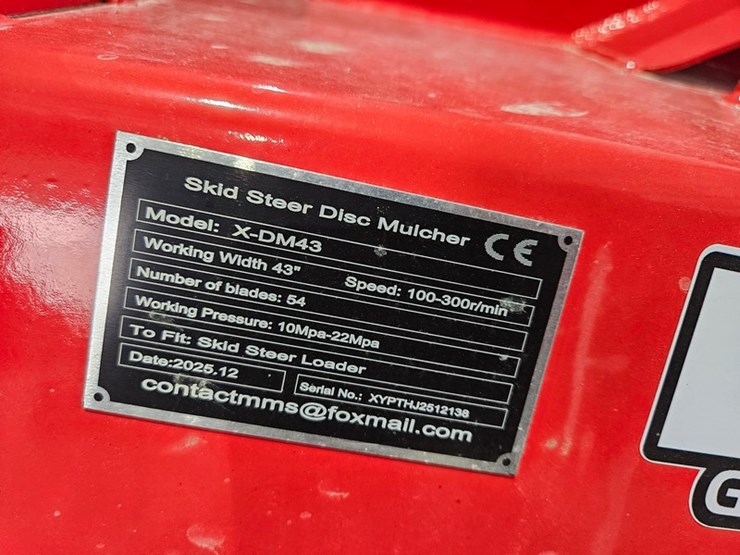 Skid Steer Disc Mulcher CE
Model: X-DM43
Working Width 43" Speed: 100-300r/min
Number of blades: 54
Working Pressure: 10Mpa-22Mpa
To Fit: Skid Steer Loader
Date:2025.12 Serial No.: XYPTHJ2512138
contactmms@foxmail.com
G